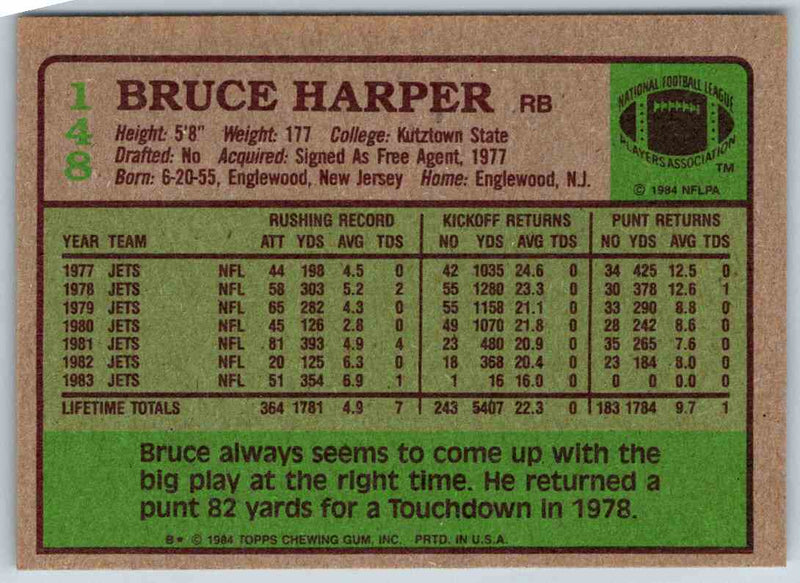 148
BRUCE HARPER RB
Height: 5'8" Weight: 177 College: Kutztown State
Drafted: No Acquired: Signed As Free Agent, 1977
Born: 6-20-55, Englewood, New Jersey Home: Englewood, N.J.
NATIONAL FOOTBALL LEAGUE
PLAYERS ASSOCIATION
TM
© 1984 NFLPA
RUSHING RECORD KICKOFF RETURNS PUNT RETURNS
YEAR TEAM ATT YDS AVG TDS NO YDS AVG TDS NO YDS AVG TDS
1977 JETS NFL 44 198 4.5 0 42 1035 24.6 0 34 425 12.5 0
1978 JETS NFL 58 303 5.2 2 55 1280 23.3 0 30 378 12.6 1
1979 JETS NFL 65 282 4.3 0 55 1158 21.1 0 33 290 8.8 0
1980 JETS NFL 45 126 2.8 0 49 1070 21.8 0 28 242 8.6 0
1981 JETS NFL 81 393 4.9 4 23 480 20.9 0 35 265 7.6 0
1982 JETS NFL 20 125 6.3 0 18 368 20.4 0 23 184 8.0 0
1983 JETS NFL 51 354 6.9 1 1 16 16.0 0 0 0 0.0 0
LIFETIME TOTALS 364 1781 4.9 7 243 5407 22.3 0 183 1784 9.7 1
Bruce always seems to come up with the
big play at the right time. He returned a
punt 82 yards for a Touchdown in 1978.
B* © 1984 TOPPS CHEWING GUM, INC. PRTD. IN U.S.A.